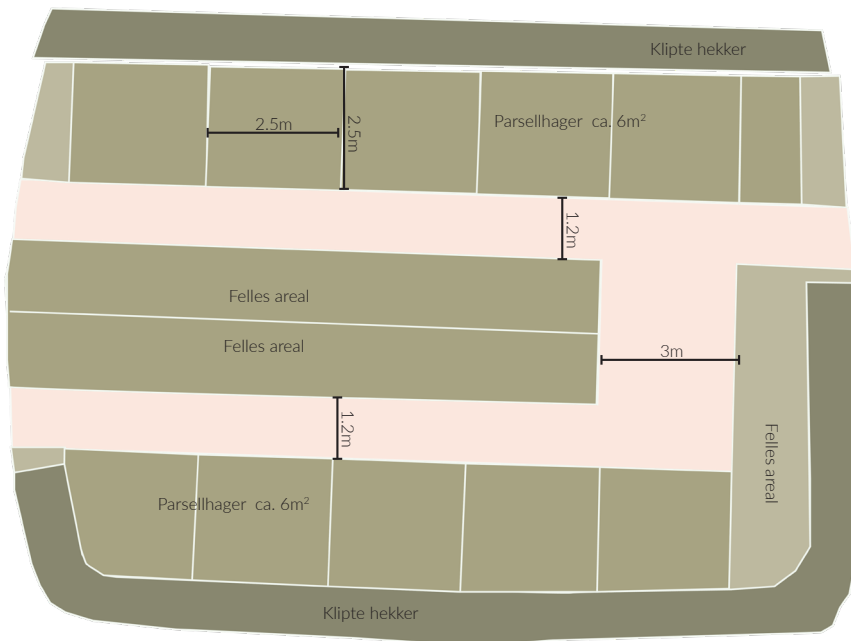 Klipte hekker
Parsellhager ca. 6m²
2.5m
2.5m
1.2m
Felles areal
Felles areal
3m
1.2m
Felles areal
Parsellhager ca. 6m²
Klipte hekker